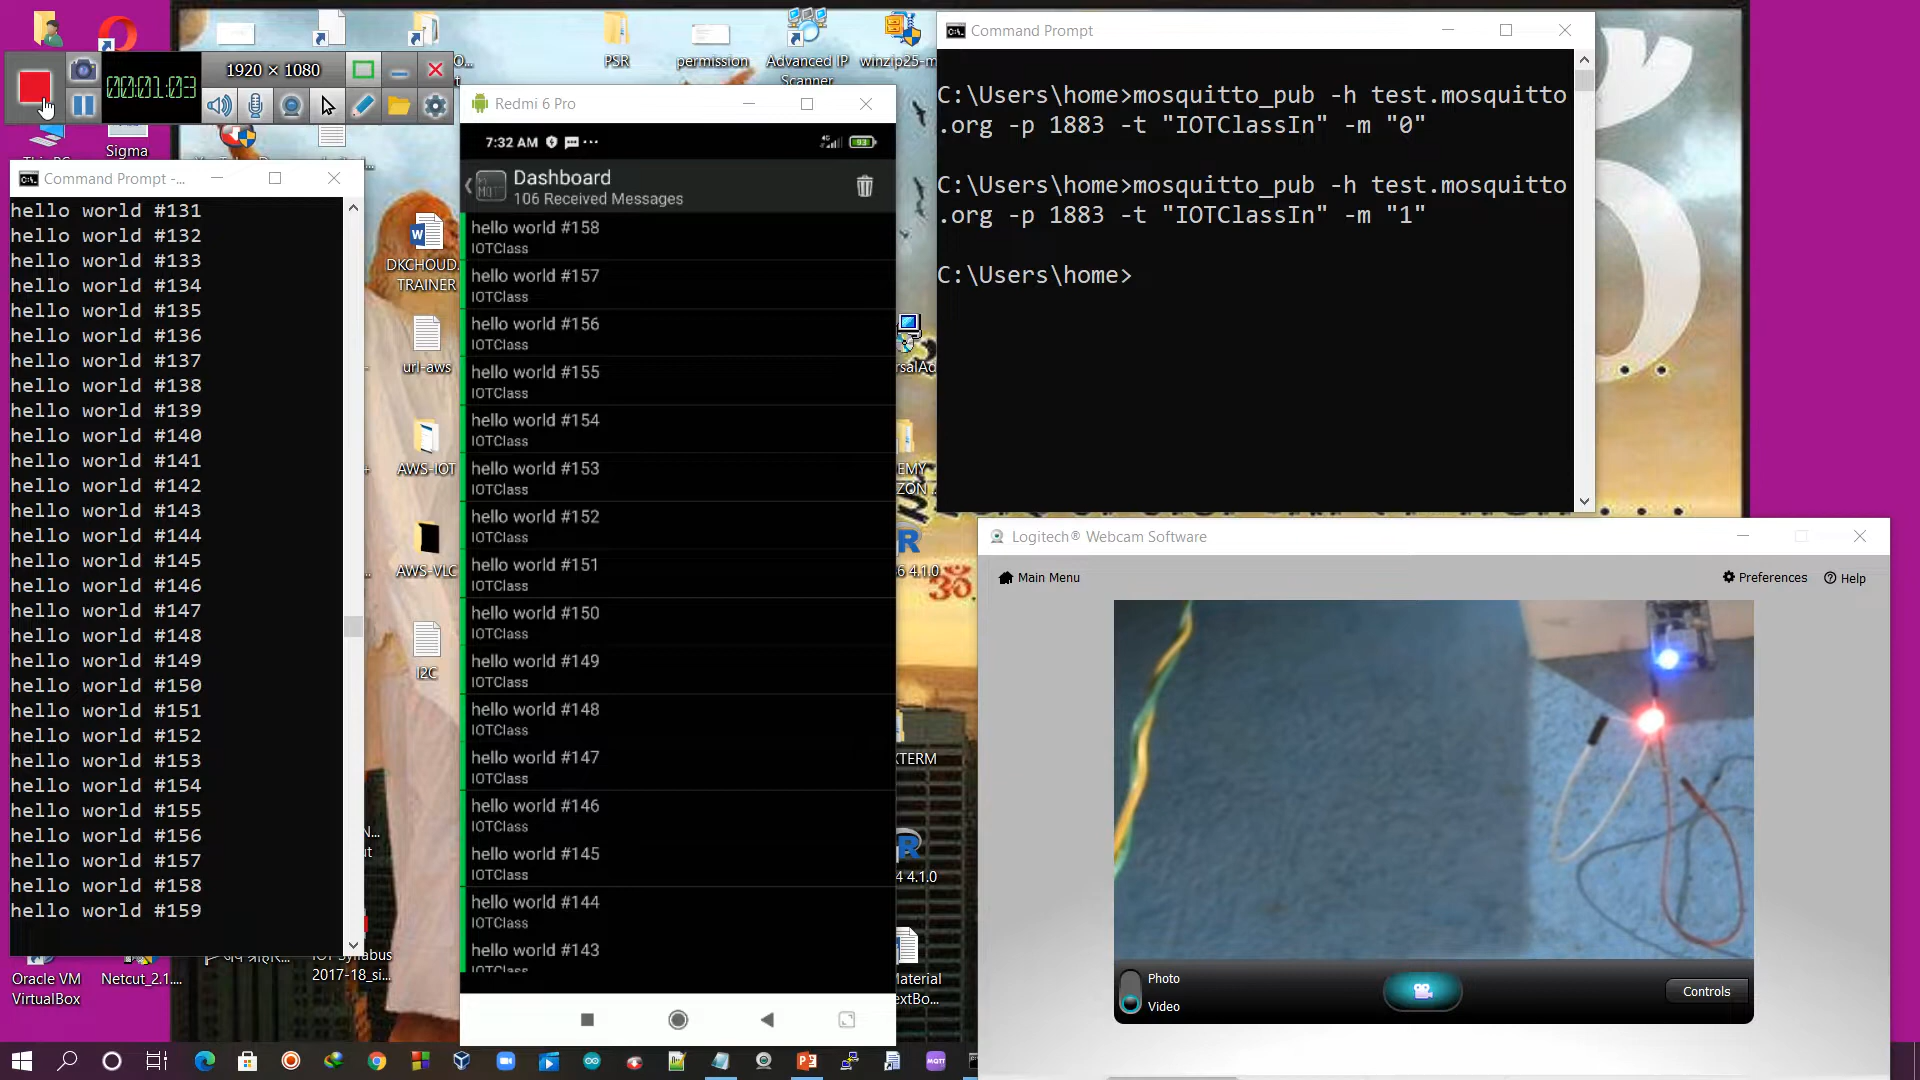 00:01:03
1920 × 1080
PSR
permission
Advanced IP
Scanner
winzip25-m
Sigma
Command Prompt -...
hello world #131
hello world #132
hello world #133
hello world #134
hello world #135
hello world #136
hello world #137
hello world #138
hello world #139
hello world #140
hello world #141
hello world #142
hello world #143
hello world #144
hello world #145
hello world #146
hello world #147
hello world #148
hello world #149
hello world #150
hello world #151
hello world #152
hello world #153
hello world #154
hello world #155
hello world #156
hello world #157
hello world #158
hello world #159
DKCHOUD.
TRAINER
url-aws
AWS-IOT
AWS-VLC
I2C
Oracle VM
VirtualBox
Netcut_2.1....
Syllabus
2017-18_si...
Redmi 6 Pro
7:32 AM
93
Dashboard
106 Received Messages
hello world #158
IOTClass
hello world #157
IOTClass
hello world #156
IOTClass
hello world #155
IOTClass
hello world #154
IOTClass
hello world #153
IOTClass
hello world #152
IOTClass
hello world #151
IOTClass
hello world #150
IOTClass
hello world #149
IOTClass
hello world #148
IOTClass
hello world #147
IOTClass
hello world #146
IOTClass
hello world #145
IOTClass
hello world #144
IOTClass
hello world #143
IOTClass
Command Prompt
C:\Users\home>mosquitto_pub -h test.mosquitto
.org -p 1883 -t "IOTClassIn" -m "0"
C:\Users\home>mosquitto_pub -h test.mosquitto
.org -p 1883 -t "IOTClassIn" -m "1"
C:\Users\home>
Logitech® Webcam Software
Main Menu
Preferences
Help
Photo
Video
Controls